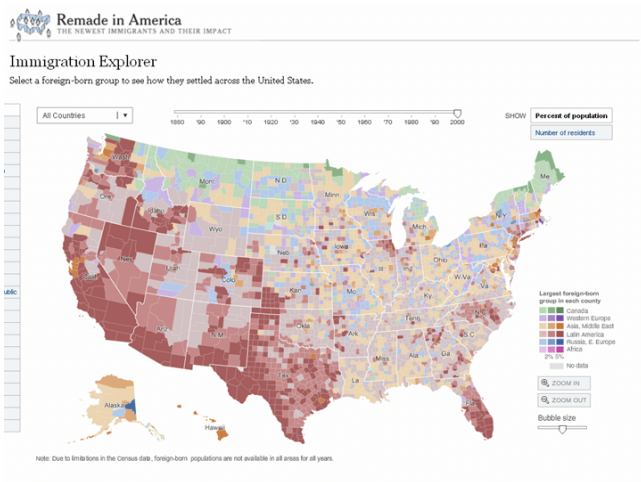 Remade in America
THE NEWEST IMMIGRANTS AND THEIR IMPACT
Immigration Explorer
Select a foreign-born group to see how they settled across the United States.
All Countries
1880 '90 1900 '10 '20 1930 '40 '50 1960 '70 '80 '90 2000
SHOW
Percent of population
Number of residents
Wash
Mont
N.D.
Minn
Me
Ore
Idaho
S.D.
Wis
Mich
N.Y.
Wyo
Iowa
Pa
Nev
Utah
Neb
Ill
Ohio
Calif
Colo
Kan
Mo
W.Va
Va
Ky
Ariz
N.M.
Okla
Ark
Tenn
N.C.
S.C.
Tex
La
Miss
Ala
Ga
Fla
Alaska
Hawaii
public
Largest foreign-born
group in each county
Canada
Western Europe
Asia, Middle East
Latin America
Russia, E. Europe
Africa
2% 5%
No data
ZOOM IN
ZOOM OUT
Bubble size
Note: Due to limitations in the Census data, foreign-born populations are not available in all areas for all years.